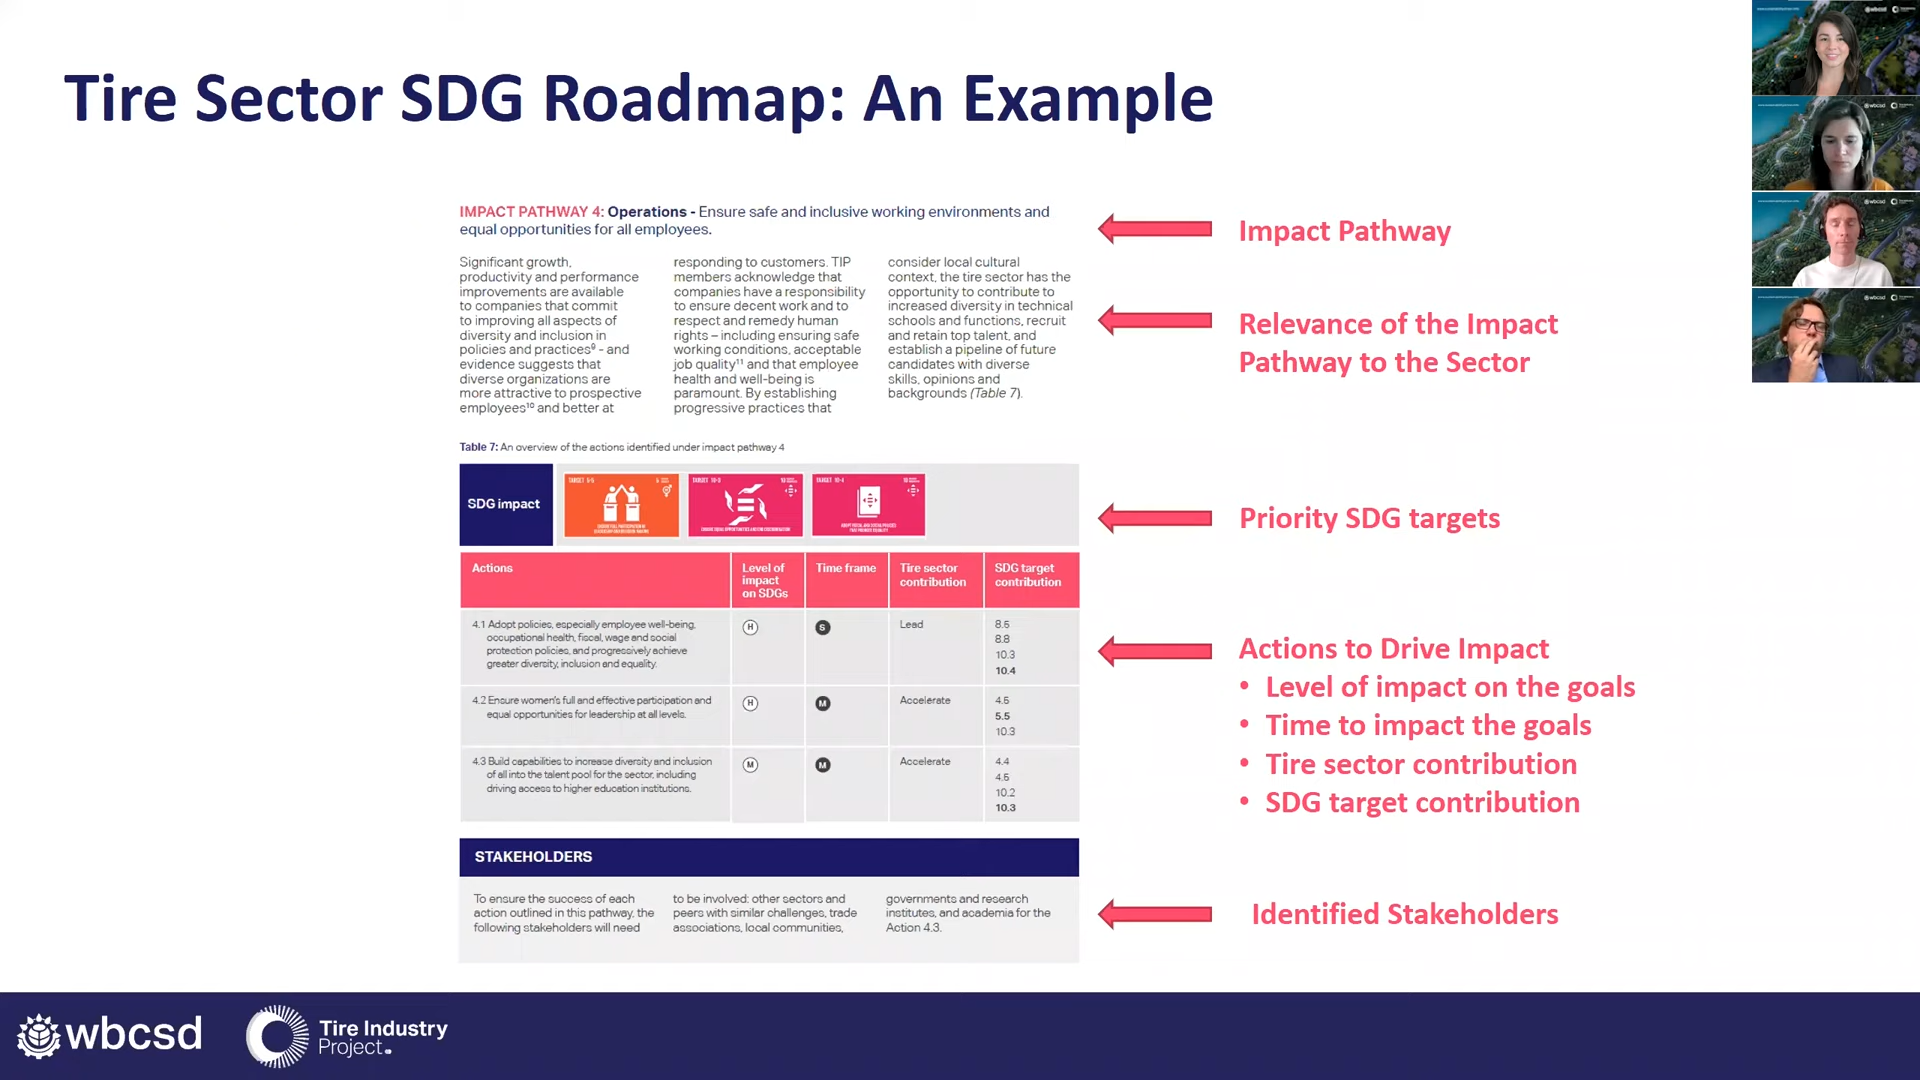 Tire Sector SDG Roadmap: An Example
IMPACT PATHWAY 4: Operations - Ensure safe and inclusive working environments and
equal opportunities for all employees.
Significant growth,
productivity and performance
improvements are available
to companies that commit
to improving all aspects of
diversity and inclusion in
policies and practices⁹ - and
evidence suggests that
diverse organizations are
more attractive to prospective
employees¹⁰ and better at
responding to customers. TIP
members acknowledge that
companies have a responsibility
to ensure decent work and to
respect and remedy human
rights – including ensuring safe
working conditions, acceptable
job quality¹¹ and that employee
health and well-being is
paramount. By establishing
progressive practices that
consider local cultural
context, the tire sector has the
opportunity to contribute to
increased diversity in technical
schools and functions, recruit
and retain top talent, and
establish a pipeline of future
candidates with diverse
skills, opinions and
backgrounds (Table 7).
Table 7: An overview of the actions identified under impact pathway 4
SDG impact
TARGET 5-5
TARGET 10-3
TARGET 10-4
Actions
Level of
impact
on SDGs
Time frame
Tire sector
contribution
SDG target
contribution
4.1 Adopt policies, especially employee well-being,
occupational health, fiscal, wage and social
protection policies, and progressively achieve
greater diversity, inclusion and equality.
H
S
Lead
8.5
8.8
10.3
10.4
4.2 Ensure women's full and effective participation and
equal opportunities for leadership at all levels.
H
M
Accelerate
4.5
5.5
10.3
4.3 Build capabilities to increase diversity and inclusion
of all into the talent pool for the sector, including
driving access to higher education institutions.
M
M
Accelerate
4.4
4.5
10.2
10.3
STAKEHOLDERS
To ensure the success of each
action outlined in this pathway, the
following stakeholders will need
to be involved: other sectors and
peers with similar challenges, trade
associations, local communities,
governments and research
institutes, and academia for the
Action 4.3.
Impact Pathway
Relevance of the Impact
Pathway to the Sector
Priority SDG targets
Actions to Drive Impact
• Level of impact on the goals
• Time to impact the goals
• Tire sector contribution
• SDG target contribution
Identified Stakeholders
wbcsd
Tire Industry
Project